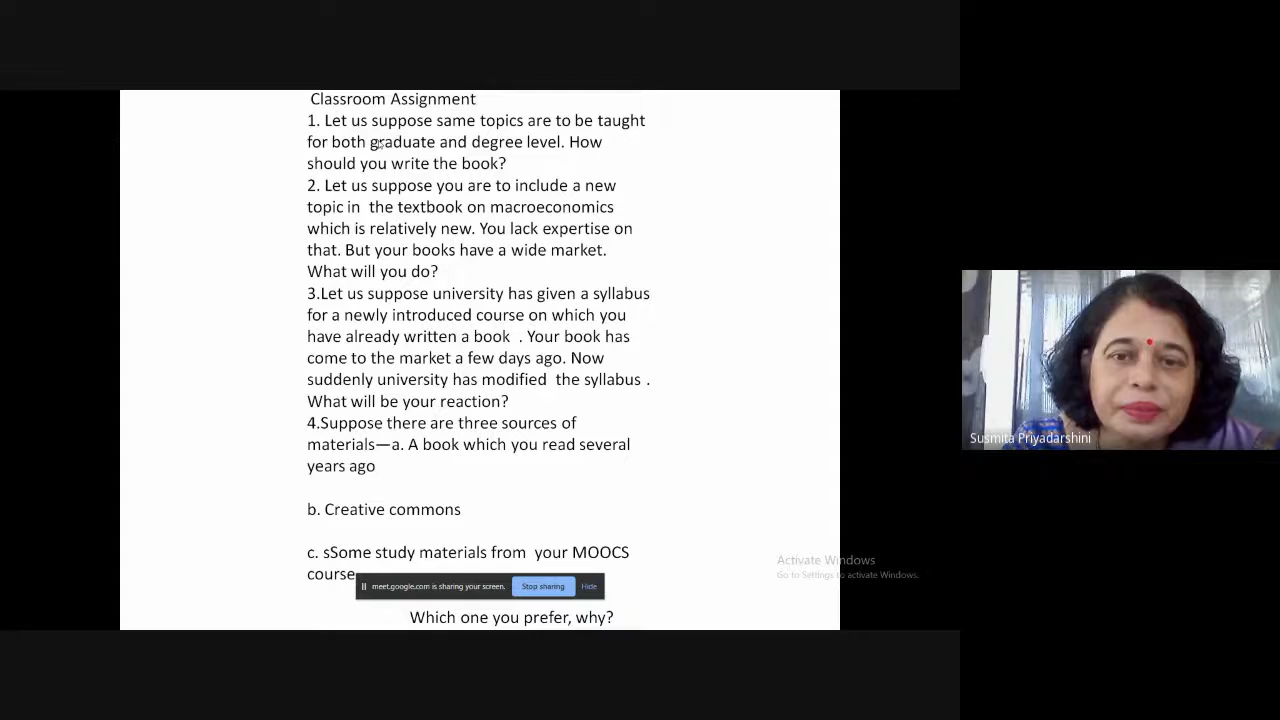 Classroom Assignment
1. Let us suppose same topics are to be taught
for both graduate and degree level. How
should you write the book?
2. Let us suppose you are to include a new
topic in  the textbook on macroeconomics
which is relatively new. You lack expertise on
that. But your books have a wide market.
What will you do?
3.Let us suppose university has given a syllabus
for a newly introduced course on which you
have already written a book  . Your book has
come to the market a few days ago. Now
suddenly university has modified  the syllabus .
What will be your reaction?
4.Suppose there are three sources of
materials—a. A book which you read several
years ago
b. Creative commons
c. sSome study materials from  your MOOCS
course
meet.google.com is sharing your screen. Stop sharing Hide
Which one you prefer, why?
Susmita Priyadarshini
Activate Windows
Go to Settings to activate Windows.